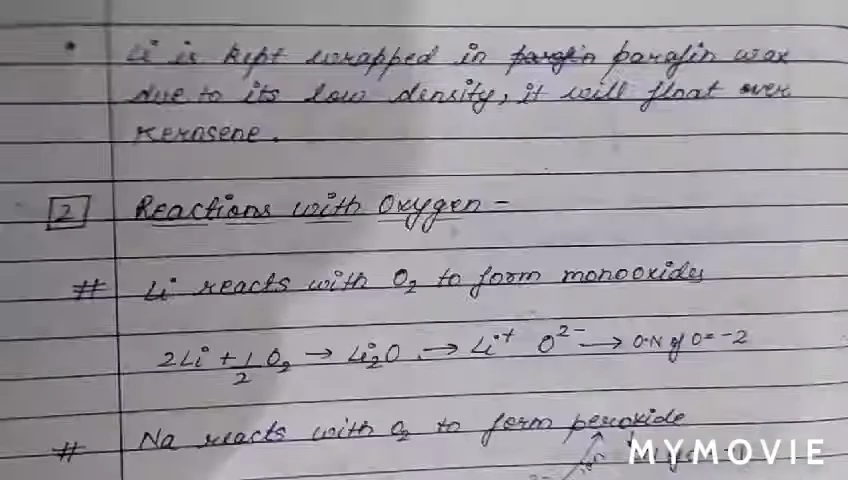 • Li is kept wrapped in parafin wax
due to its low density, it will float over
kerosene.
2 Reactions with Oxygen -
# Li reacts with O₂ to form monooxides
2Li + 1/2 O₂ → Li₂O → Li⁺ O²⁻ → O.N of O = -2
# Na reacts with O₂ to form peroxide
MYMOVIE